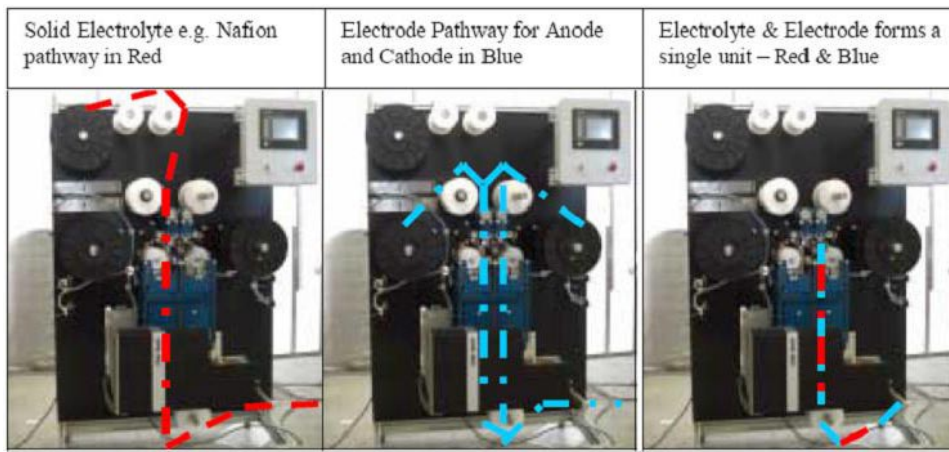 Solid Electrolyte e.g. Nafion
pathway in Red
Electrode Pathway for Anode
and Cathode in Blue
Electrolyte & Electrode forms a
single unit – Red & Blue